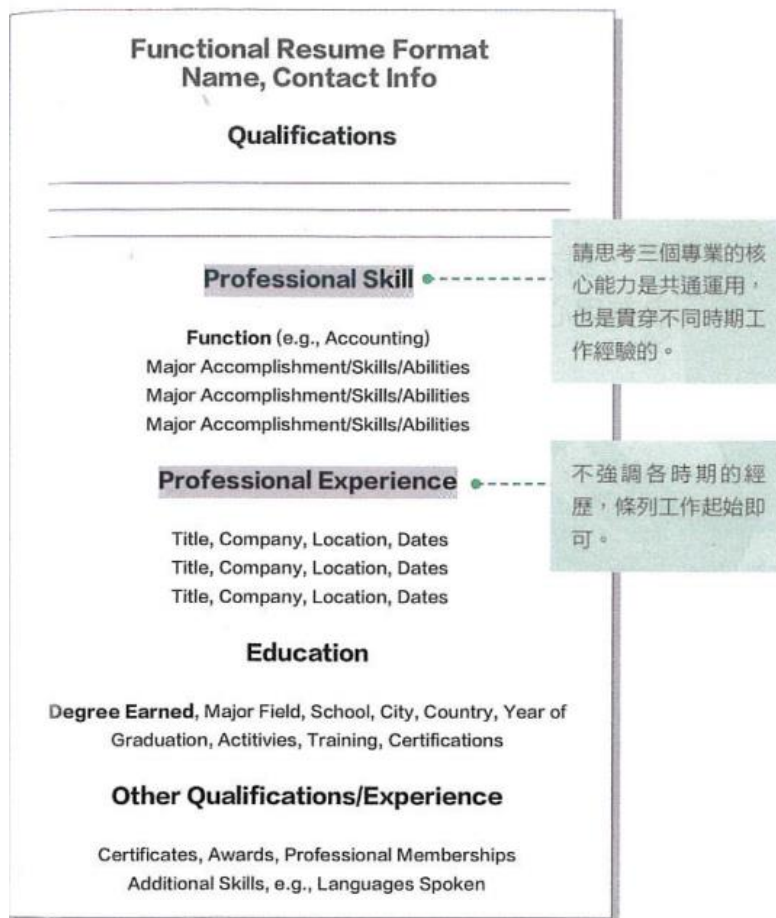 Functional Resume Format
Name, Contact Info
Qualifications
Professional Skill
請思考三個專業的核
心能力是共通運用，
也是貫穿不同時期工
作經驗的。
Function (e.g., Accounting)
Major Accomplishment/Skills/Abilities
Major Accomplishment/Skills/Abilities
Major Accomplishment/Skills/Abilities
Professional Experience
不強調各時期的經
歷，條列工作起始即
可。
Title, Company, Location, Dates
Title, Company, Location, Dates
Title, Company, Location, Dates
Education
Degree Earned, Major Field, School, City, Country, Year of
Graduation, Actitivies, Training, Certifications
Other Qualifications/Experience
Certificates, Awards, Professional Memberships
Additional Skills, e.g., Languages Spoken